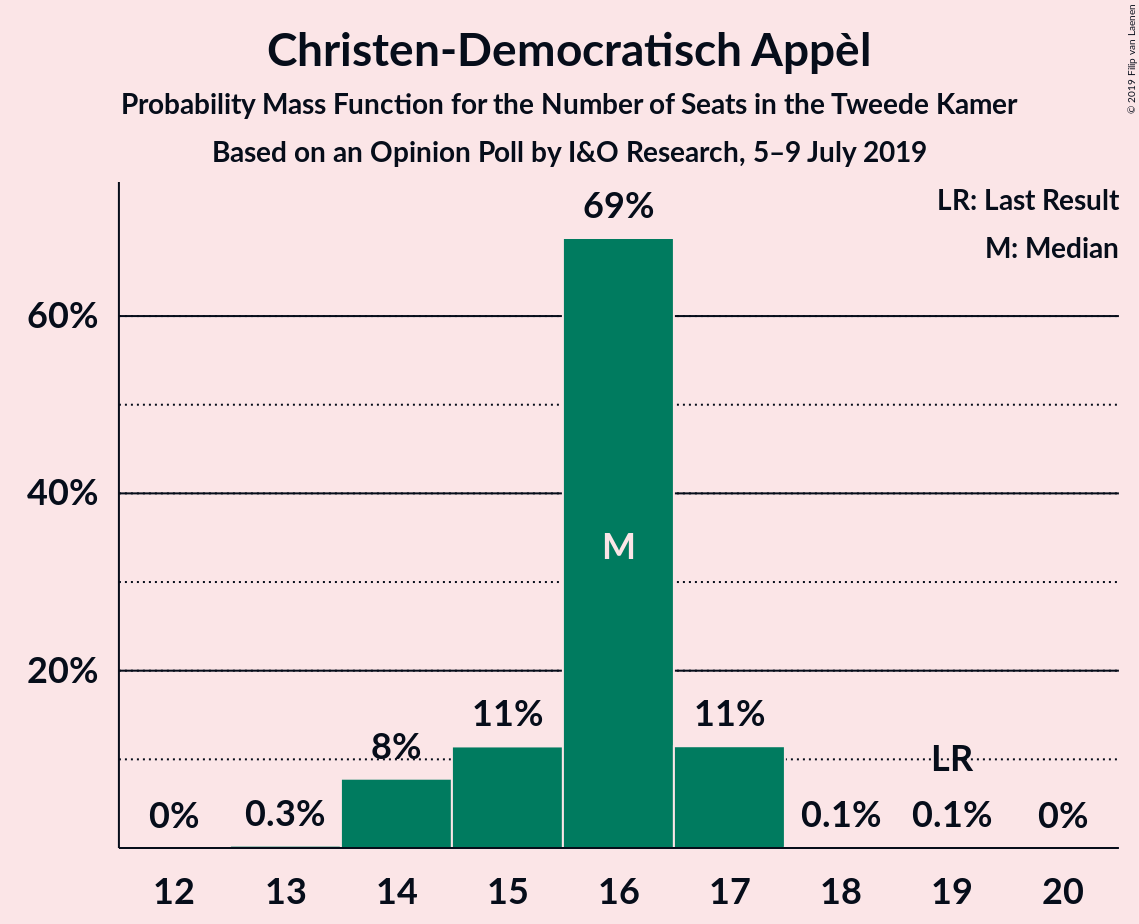 Christen-Democratisch Appèl
Probability Mass Function for the Number of Seats in the Tweede Kamer
Based on an Opinion Poll by I&O Research, 5–9 July 2019
© 2019 Filip van Laenen
LR: Last Result
M: Median
69%
60%
40%
M
20%
11%
11%
8%
LR
0%
0.3%
0.1%
0.1%
0%
12 13 14 15 16 17 18 19 20